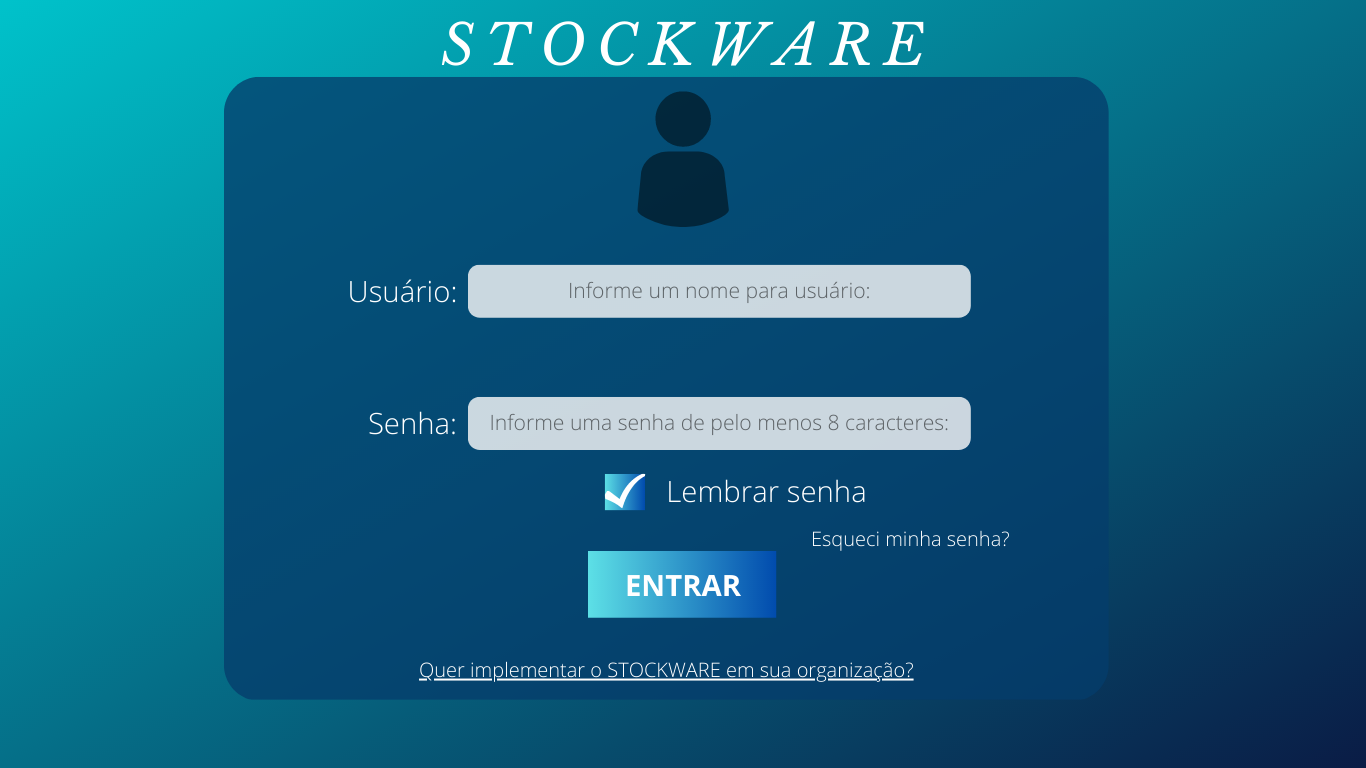 STOCKWARE
Usuário: Informe um nome para usuário:
Senha: Informe uma senha de pelo menos 8 caracteres:
Lembrar senha
Esqueci minha senha?
ENTRAR
Quer implementar o STOCKWARE em sua organização?